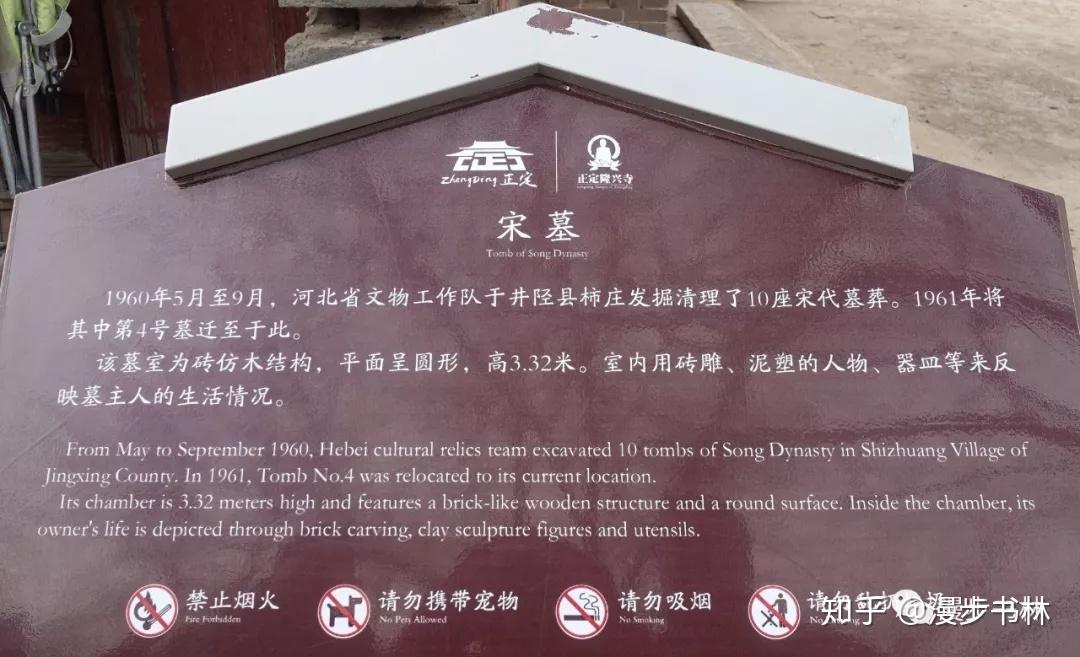 ZhengDing 正定
正定隆兴寺
宋墓
Tomb of Song Dynasty
1960年5月至9月，河北省文物工作队于井陉县柿庄发掘清理了10座宋代墓葬。1961年将
其中第4号墓迁至于此。
该墓室为砖仿木结构，平面呈圆形，高3.32米。室内用砖雕、泥塑的人物、器皿等来反
映墓主人的生活情况。
From May to September 1960, Hebei cultural relics team excavated 10 tombs of Song Dynasty in Shizhuang Village of
Jingxing County. In 1961, Tomb No.4 was relocated to its current location.
Its chamber is 3.32 meters high and features a brick-like wooden structure and a round surface. Inside the chamber, its
owner's life is depicted through brick carving, clay sculpture figures and utensils.
禁止烟火 请勿携带宠物 请勿吸烟 请勿
Fire Forbidden No Pets Allowed No Smoking No
知乎 @漫步书林